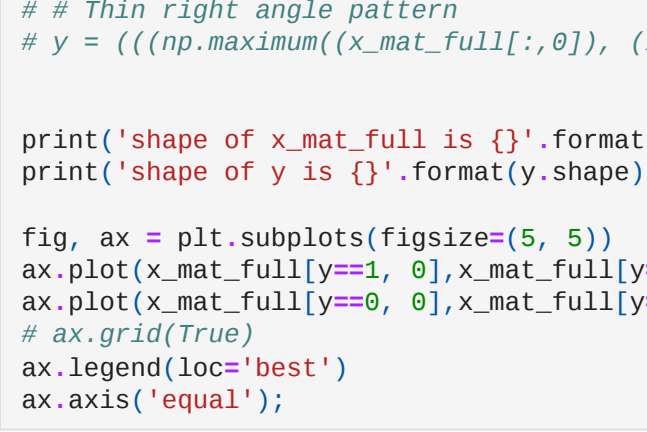 # # Thin right angle pattern
# y = (((np.maximum((x_mat_full[:,0]), (
print('shape of x_mat_full is {}'.format
print('shape of y is {}'.format(y.shape)
fig, ax = plt.subplots(figsize=(5, 5))
ax.plot(x_mat_full[y==1, 0],x_mat_full[y=
ax.plot(x_mat_full[y==0, 0],x_mat_full[y=
# ax.grid(True)
ax.legend(loc='best')
ax.axis('equal');